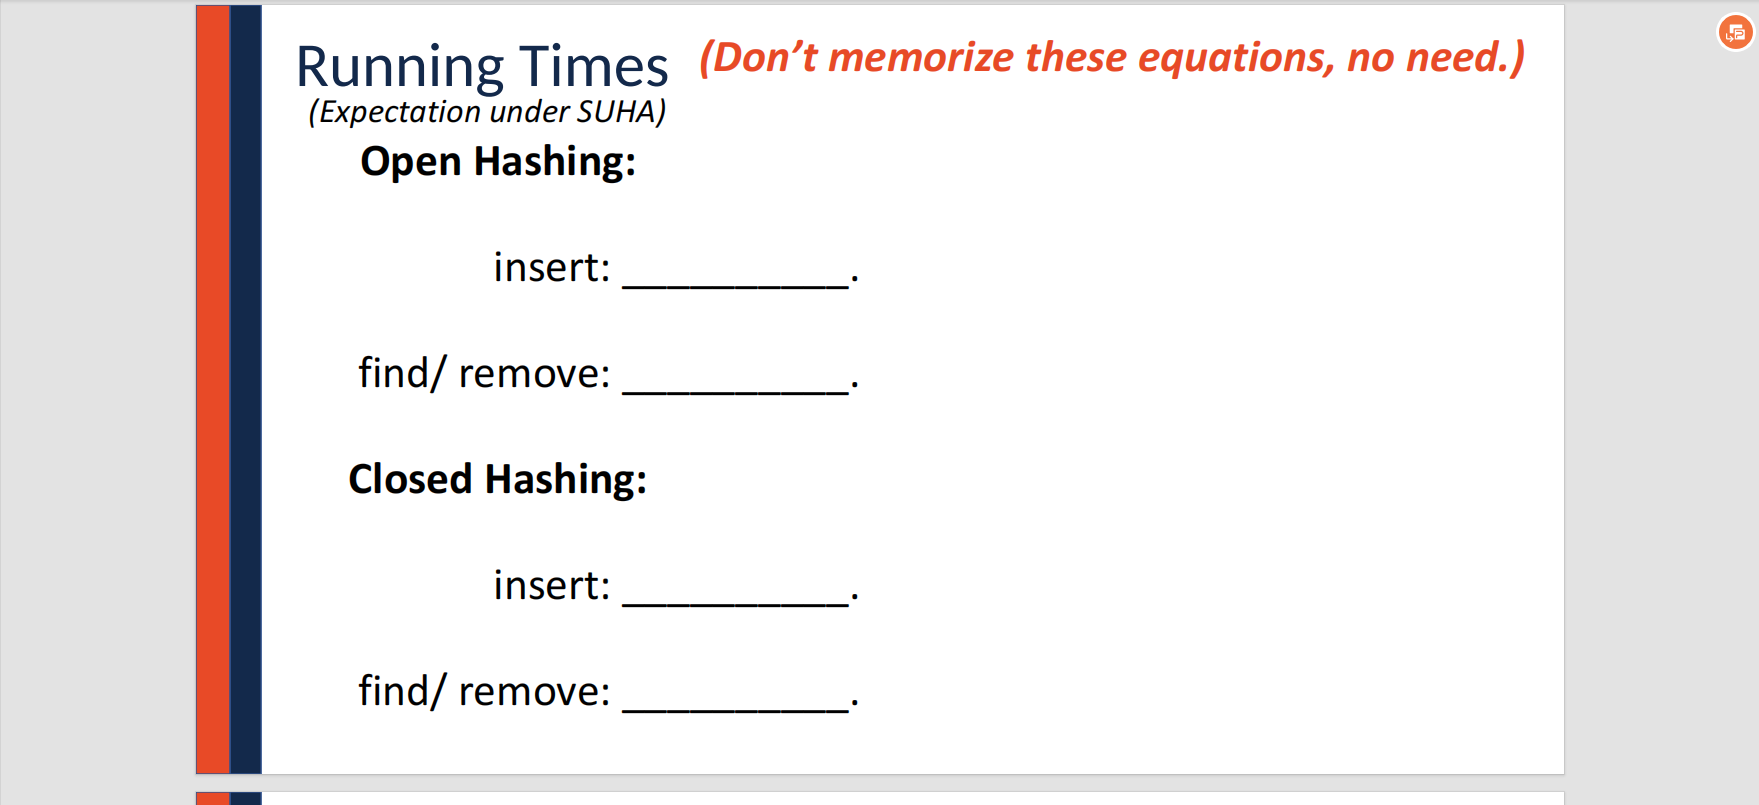 Running Times (Don’t memorize these equations, no need.)
(Expectation under SUHA)
Open Hashing:
insert: __________.
find/ remove: __________.
Closed Hashing:
insert: __________.
find/ remove: __________.